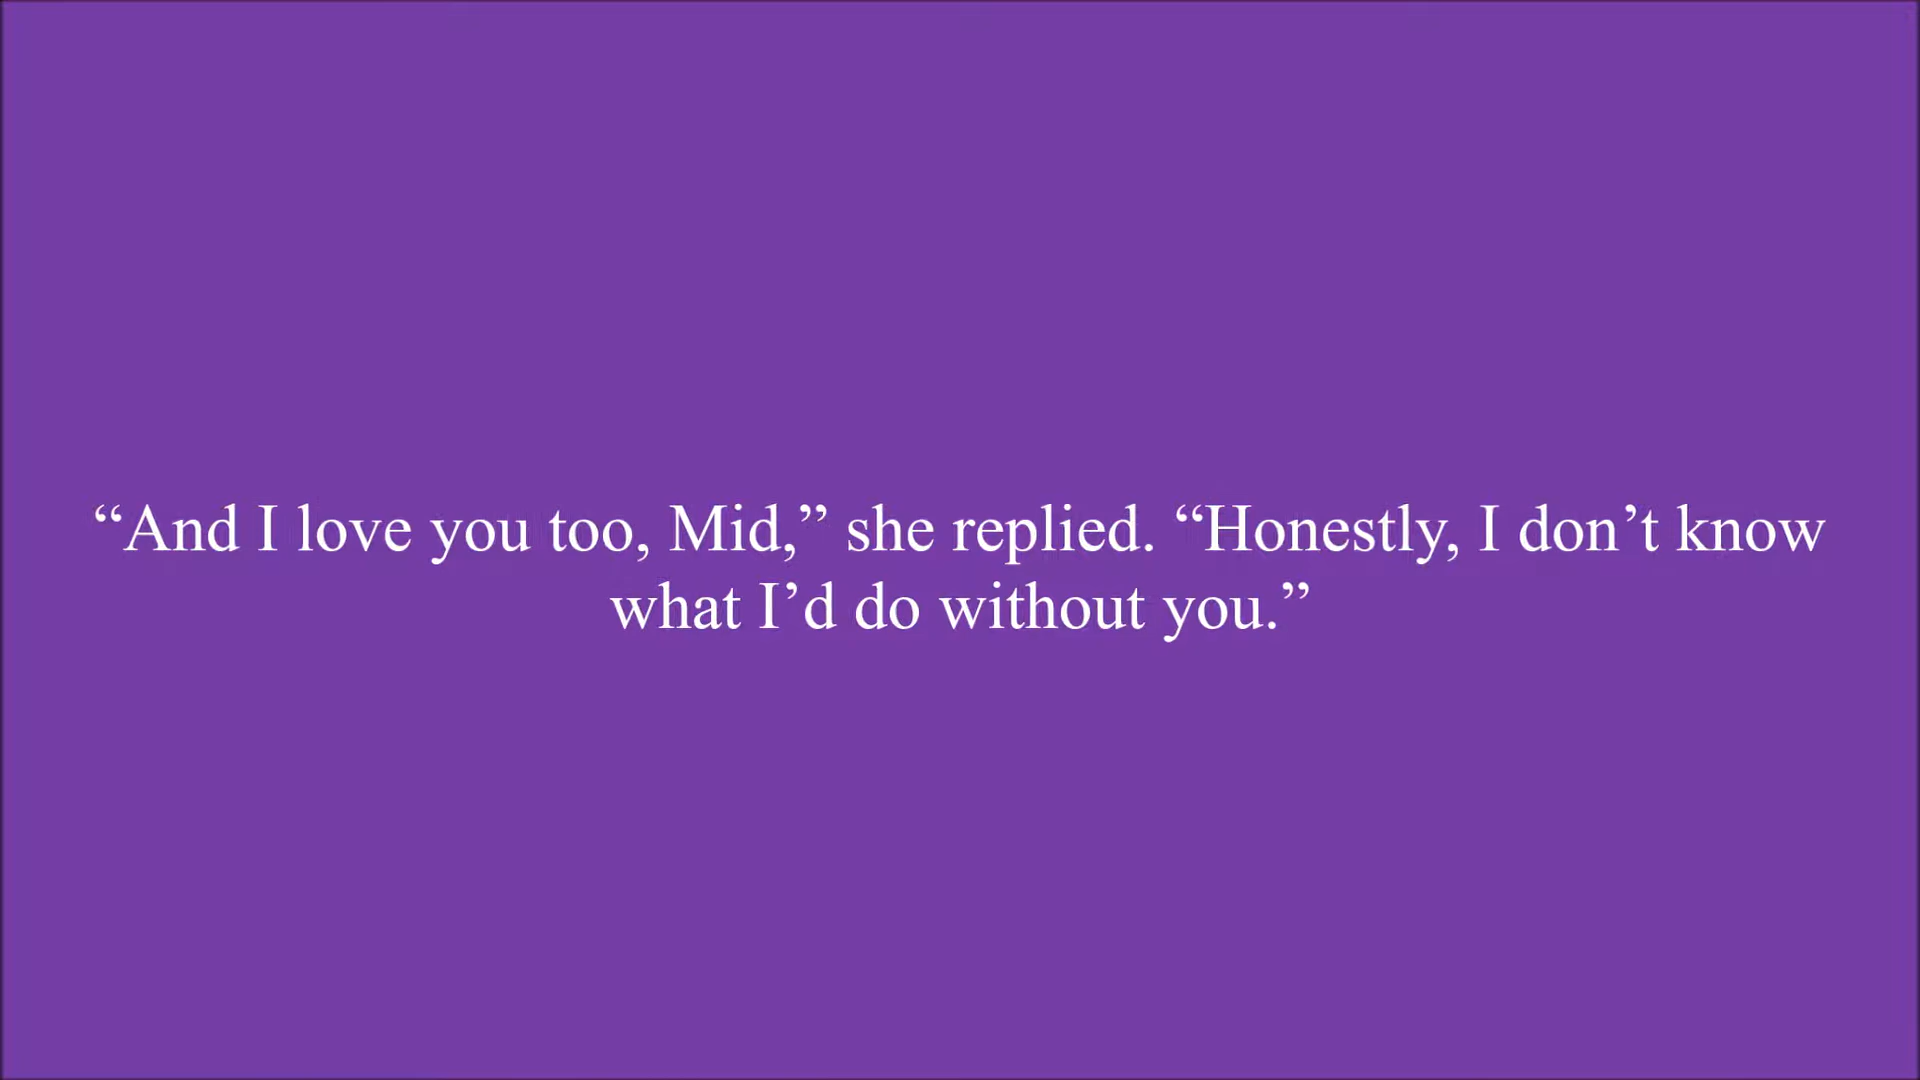 “And I love you too, Mid,” she replied. “Honestly, I don’t know
what I’d do without you.”